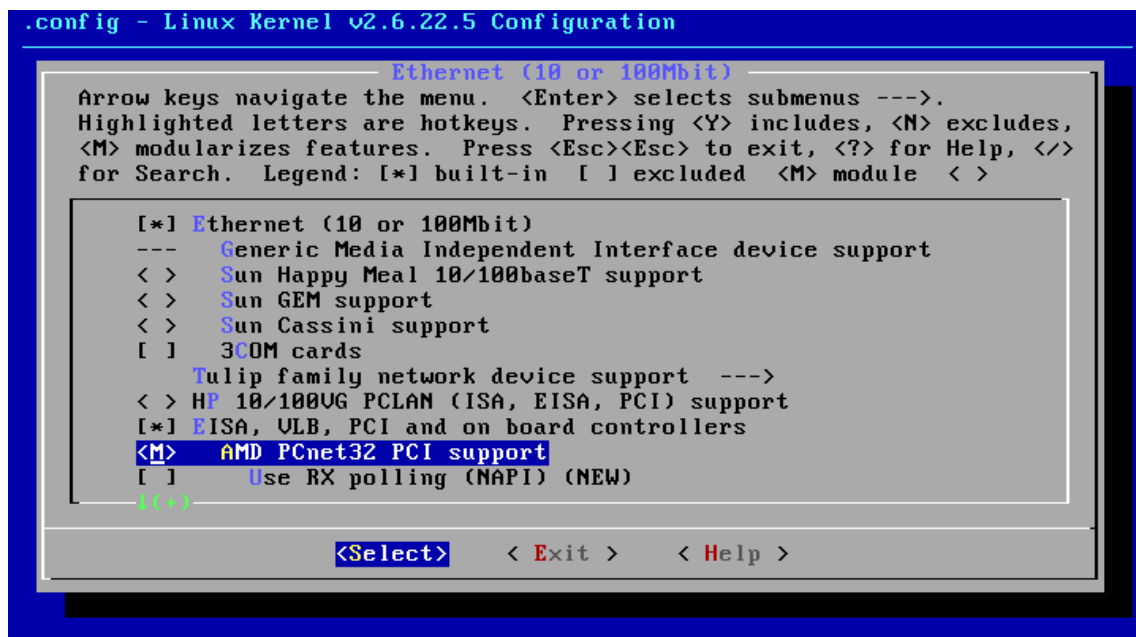 .config - Linux Kernel v2.6.22.5 Configuration
Ethernet (10 or 100Mbit)
Arrow keys navigate the menu.  <Enter> selects submenus --->.
Highlighted letters are hotkeys.  Pressing <Y> includes, <N> excludes,
<M> modularizes features.  Press <Esc><Esc> to exit, <?> for Help, </>
for Search.  Legend: [*] built-in  [ ] excluded  <M> module  < >
[*] Ethernet (10 or 100Mbit)
---   Generic Media Independent Interface device support
< >   Sun Happy Meal 10/100baseT support
< >   Sun GEM support
< >   Sun Cassini support
[ ]   3COM cards
Tulip family network device support  --->
< > HP 10/100VG PCLAN (ISA, EISA, PCI) support
[*] EISA, VLB, PCI and on board controllers
<M>   AMD PCnet32 PCI support
[ ]     Use RX polling (NAPI) (NEW)
↓(+)
<Select>    < Exit >    < Help >